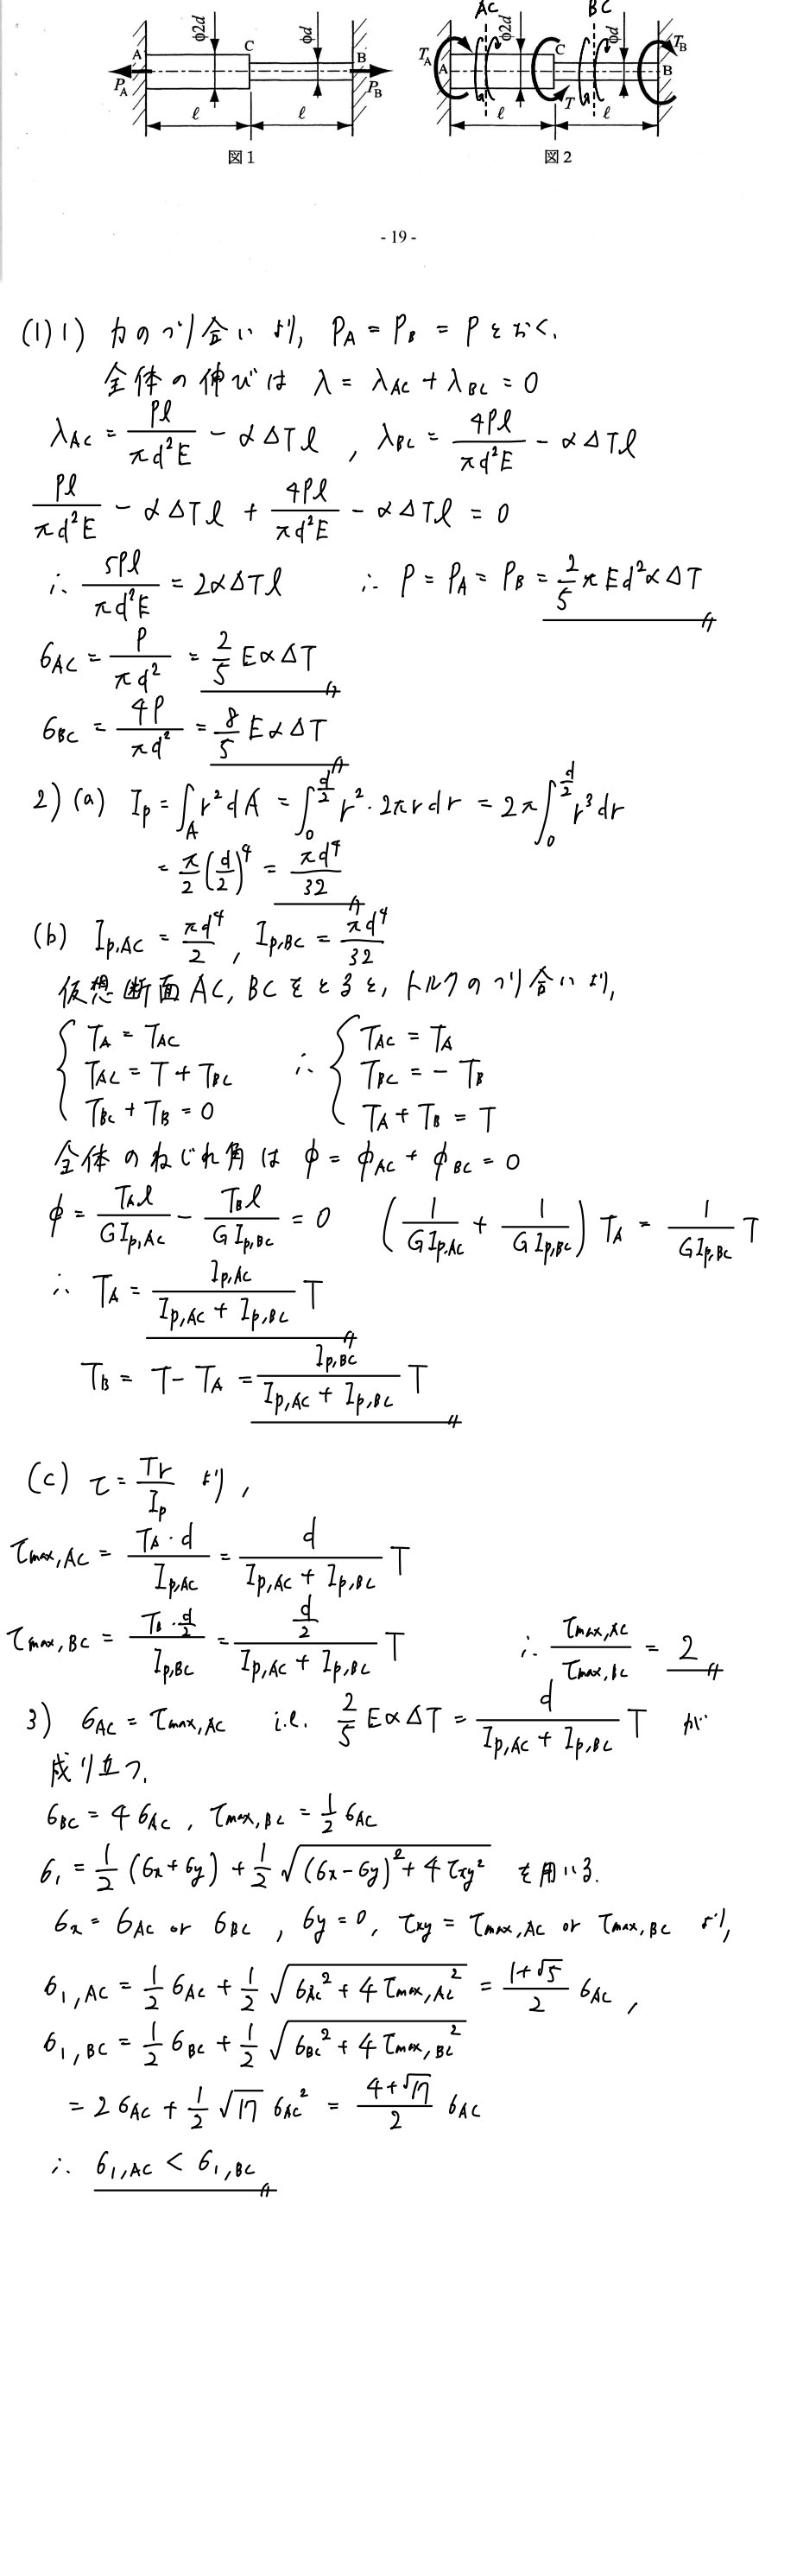 AC BC
φ2d φd φ2d φd
A C B T_A A C T T_B B
P_A P_B
ℓ ℓ ℓ ℓ
図1 図2
- 19 -
(1) 1) 力のつり合いより, P_A = P_B = P とおく.
全体の伸びは λ = λ_AC + λ_BC = 0
λ_AC = Pℓ/(πd²E) - αΔTℓ , λ_BC = 4Pℓ/(πd²E) - αΔTℓ
Pℓ/(πd²E) - αΔTℓ + 4Pℓ/(πd²E) - αΔTℓ = 0
∴ 5Pℓ/(πd²E) = 2αΔTℓ ∴ P = P_A = P_B = 2/5 πEd²αΔT
σ_AC = P/(πd²) = 2/5 EαΔT
σ_BC = 4P/(πd²) = 8/5 EαΔT
2) (a) I_p = ∫_A r²dA = ∫_0^{d/2} r²・2πrdr = 2π∫_0^{d/2} r³dr
= π/2 (d/2)⁴ = πd⁴/32
(b) I_p,AC = πd⁴/2 , I_p,BC = πd⁴/32
仮想断面AC, BCをとると, トルクのつり合いより,
{ T_A = T_AC ∴ { T_AC = T_A
T_AC = T + T_BC T_BC = - T_B
T_BC + T_B = 0 T_A + T_B = T
全体のねじれ角は φ = φ_AC + φ_BC = 0
φ = T_Aℓ/(GI_p,AC) - T_Bℓ/(GI_p,BC) = 0 (1/(GI_p,AC) + 1/(GI_p,BC)) T_A = 1/(GI_p,BC) T
∴ T_A = I_p,AC/(I_p,AC + I_p,BC) T
T_B = T - T_A = I_p,BC/(I_p,AC + I_p,BC) T
(c) τ = Tr/I_p より,
τ_max,AC = T_A・d/I_p,AC = d/(I_p,AC + I_p,BC) T
τ_max,BC = T_B・(d/2)/I_p,BC = (d/2)/(I_p,AC + I_p,BC) T ∴ τ_max,AC/τ_max,BC = 2
3) σ_AC = τ_max,AC i.e. 2/5 EαΔT = d/(I_p,AC + I_p,BC) T が
成り立つ.
σ_BC = 4σ_AC , τ_max,BC = 1/2 σ_AC
σ_1 = 1/2 (σ_x + σ_y) + 1/2 √((σ_x - σ_y)² + 4τ_xy²) を用いる.
σ_x = σ_AC or σ_BC , σ_y = 0, τ_xy = τ_max,AC or τ_max,BC より,
σ_1,AC = 1/2 σ_AC + 1/2 √(σ_AC² + 4τ_max,AC²) = (1+√5)/2 σ_AC ,
σ_1,BC = 1/2 σ_BC + 1/2 √(σ_BC² + 4τ_max,BC²)
= 2σ_AC + 1/2 √17 σ_AC² = (4+√17)/2 σ_AC
∴ σ_1,AC < σ_1,BC